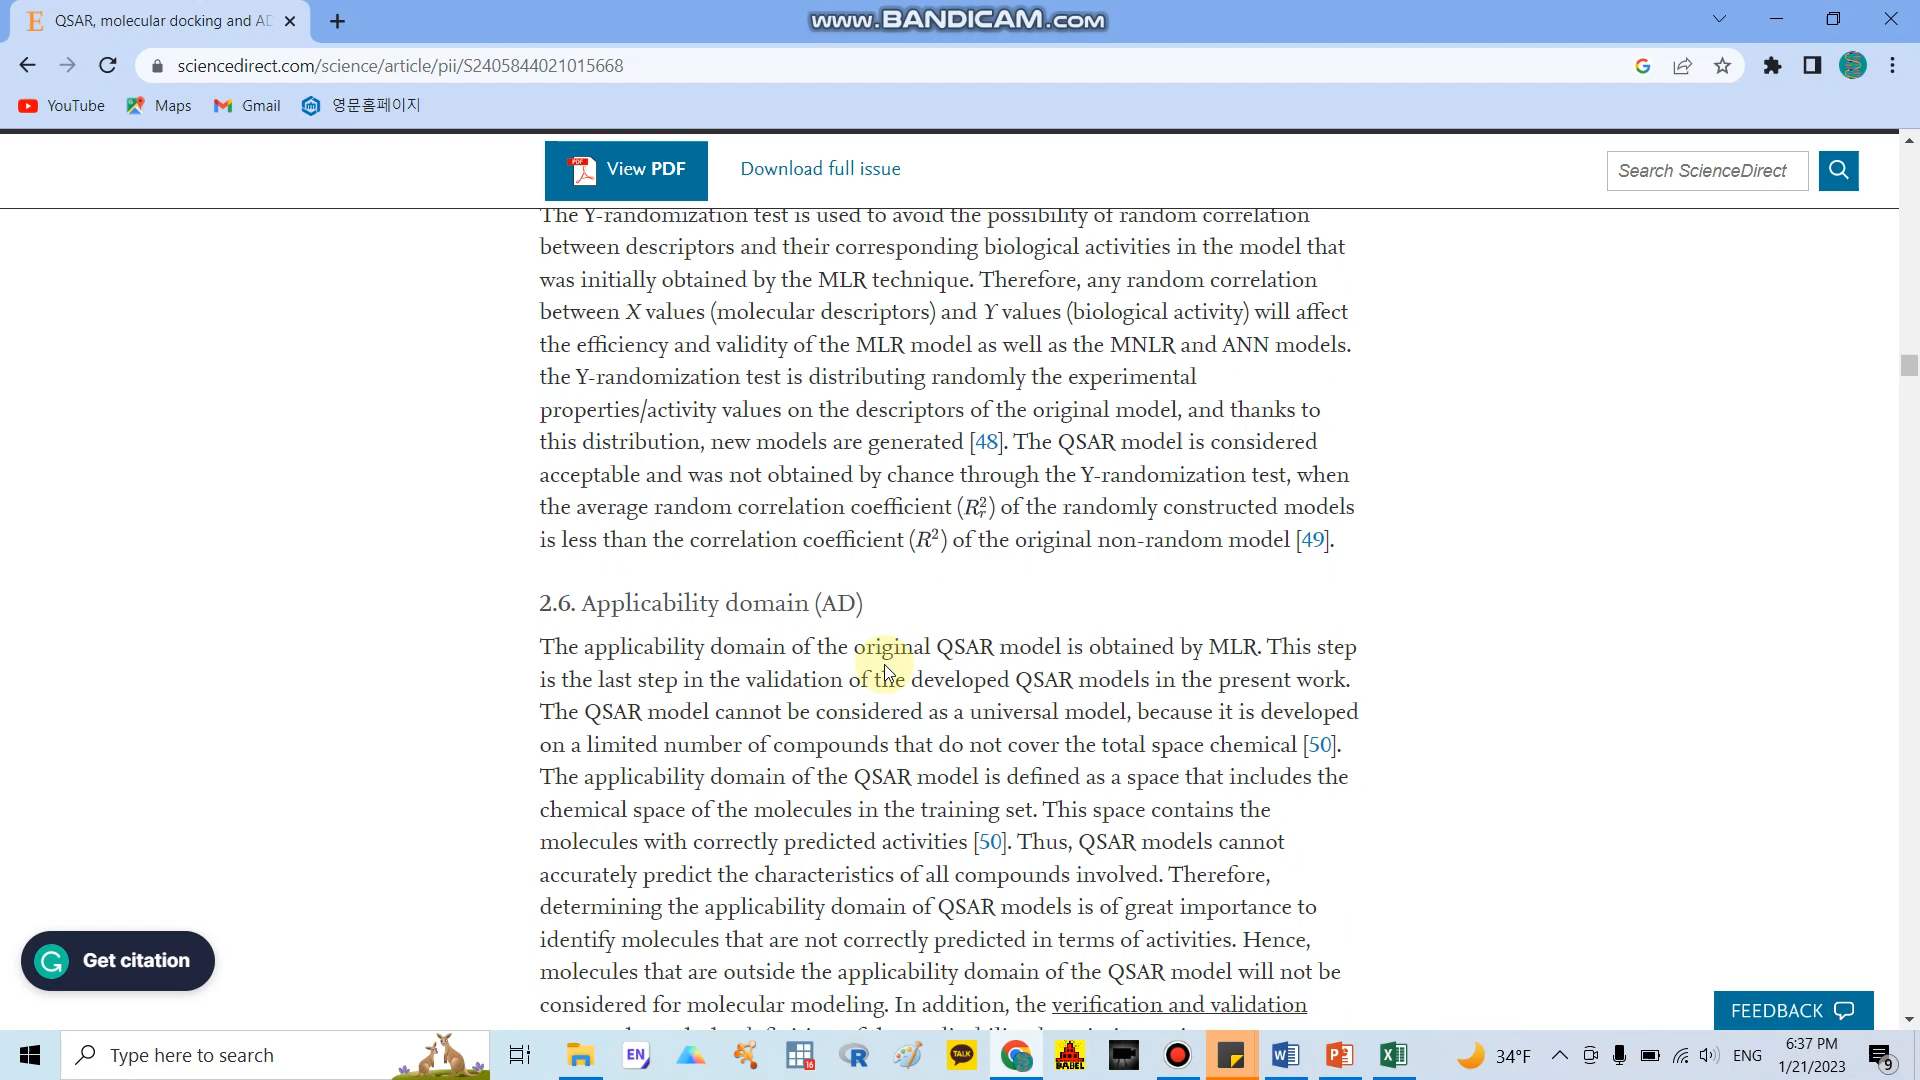 QSAR, molecular docking and AD
www.BANDICAM.com
sciencedirect.com/science/article/pii/S2405844021015668
YouTube
Maps
Gmail
영문홈페이지
View PDF
Download full issue
Search ScienceDirect
The Y-randomization test is used to avoid the possibility of random correlation
between descriptors and their corresponding biological activities in the model that
was initially obtained by the MLR technique. Therefore, any random correlation
between X values (molecular descriptors) and Y values (biological activity) will affect
the efficiency and validity of the MLR model as well as the MNLR and ANN models.
the Y-randomization test is distributing randomly the experimental
properties/activity values on the descriptors of the original model, and thanks to
this distribution, new models are generated [48]. The QSAR model is considered
acceptable and was not obtained by chance through the Y-randomization test, when
the average random correlation coefficient (R²ᵣ) of the randomly constructed models
is less than the correlation coefficient (R²) of the original non-random model [49].
2.6. Applicability domain (AD)
The applicability domain of the original QSAR model is obtained by MLR. This step
is the last step in the validation of the developed QSAR models in the present work.
The QSAR model cannot be considered as a universal model, because it is developed
on a limited number of compounds that do not cover the total space chemical [50].
The applicability domain of the QSAR model is defined as a space that includes the
chemical space of the molecules in the training set. This space contains the
molecules with correctly predicted activities [50]. Thus, QSAR models cannot
accurately predict the characteristics of all compounds involved. Therefore,
determining the applicability domain of QSAR models is of great importance to
identify molecules that are not correctly predicted in terms of activities. Hence,
molecules that are outside the applicability domain of the QSAR model will not be
considered for molecular modeling. In addition, the verification and validation
Get citation
FEEDBACK
Type here to search
EN
16
TALK
BABEL
34°F
ENG
6:37 PM
1/21/2023
9